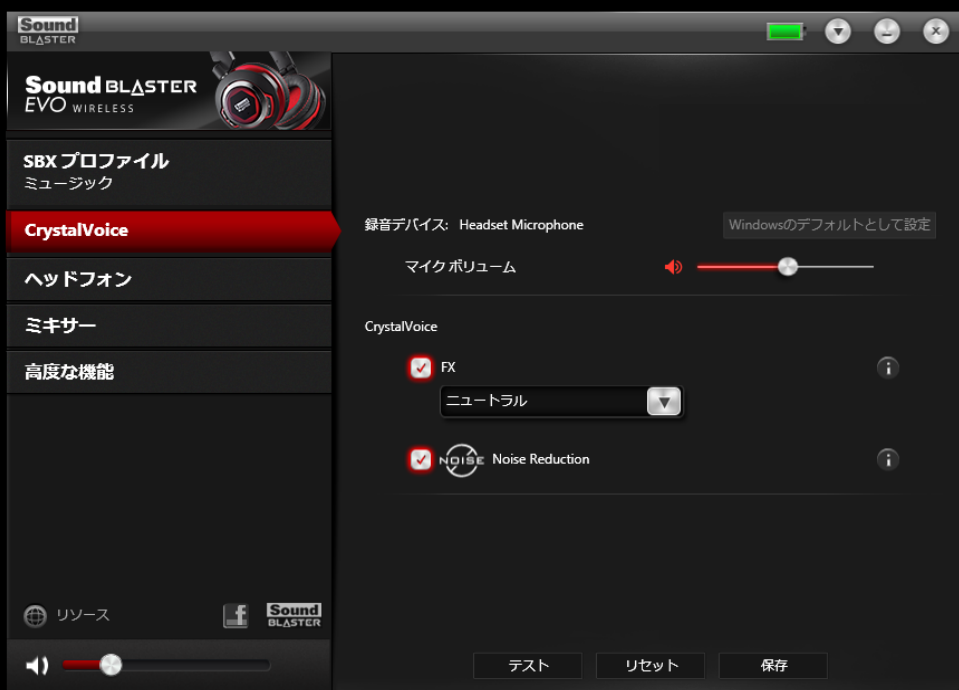 Sound
BLASTER
Sound BLASTER
EVO WIRELESS
SBX プロファイル
ミュージック
CrystalVoice
ヘッドフォン
ミキサー
高度な機能
リソース
Sound
BLASTER
録音デバイス: Headset Microphone
Windowsのデフォルトとして設定
マイク ボリューム
CrystalVoice
FX
ニュートラル
NOISE Noise Reduction
テスト
リセット
保存